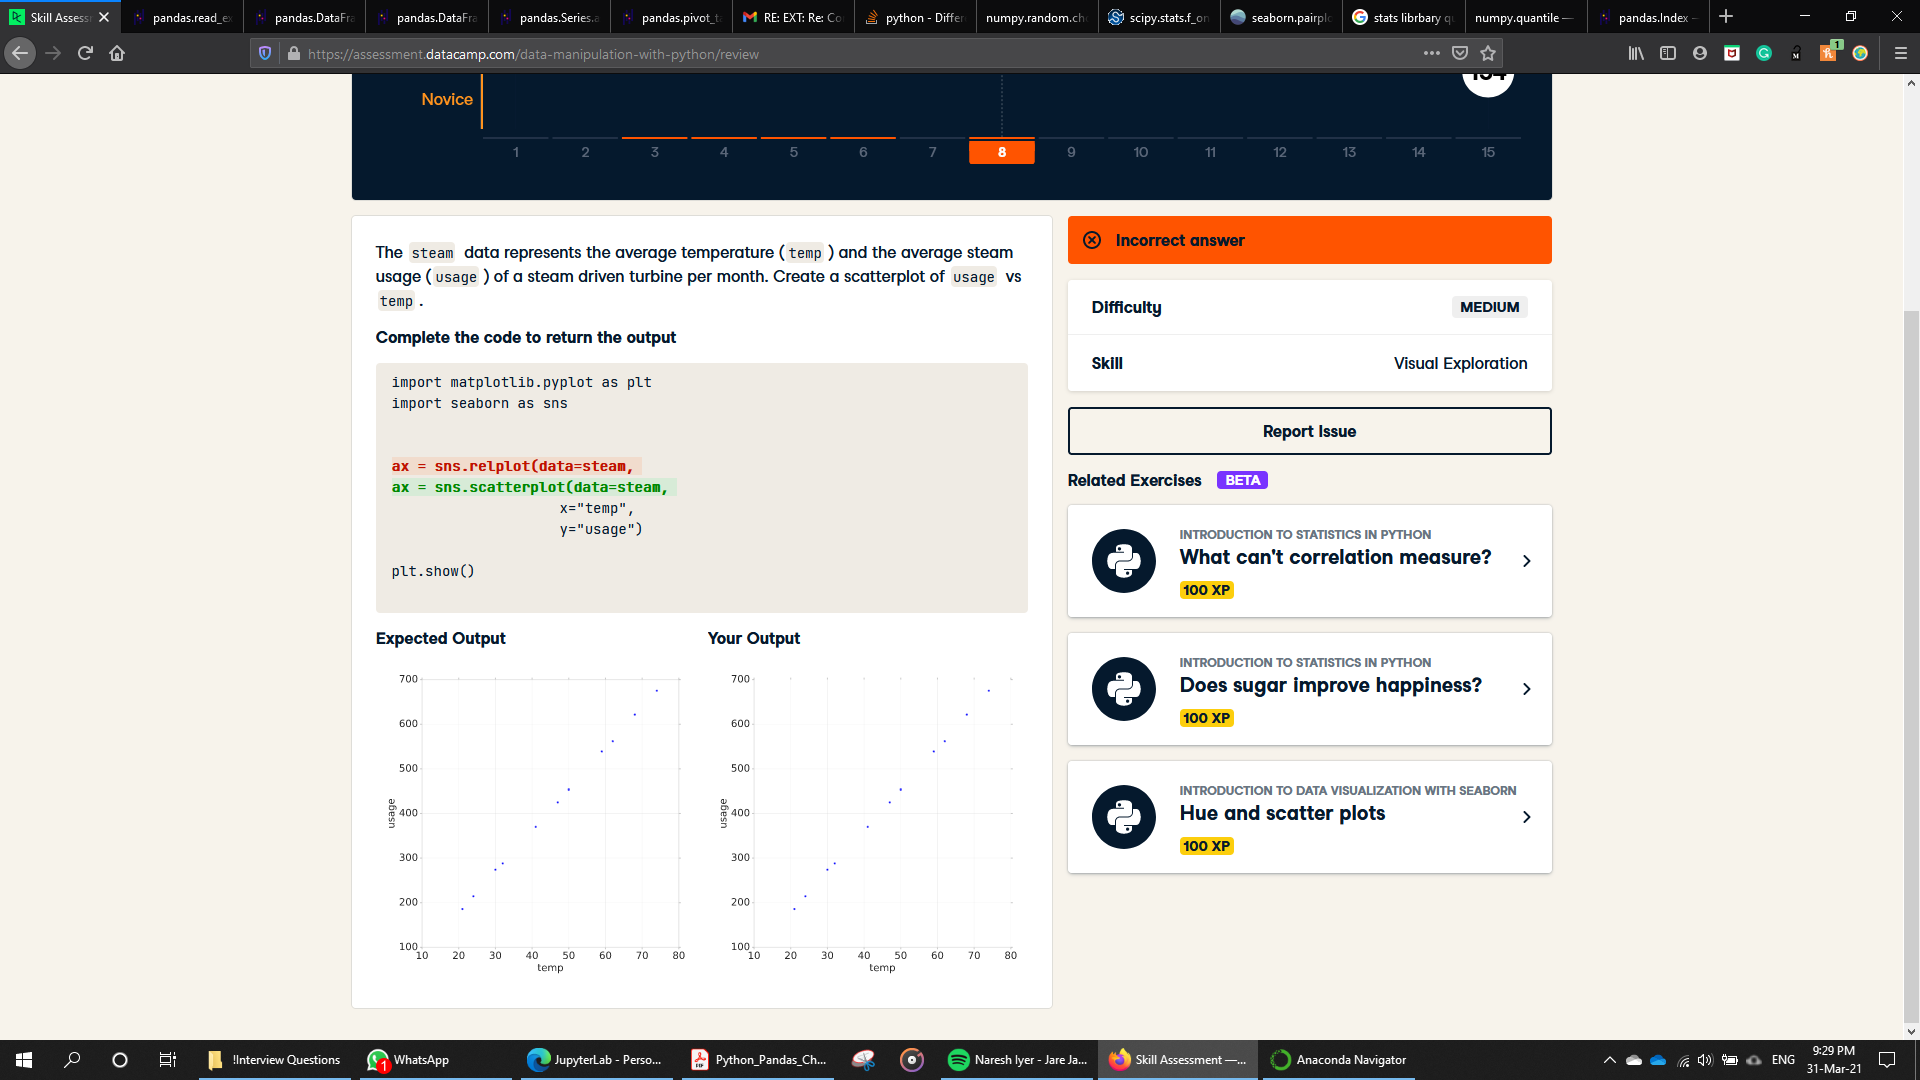 Skill Assess
pandas.read_ex
pandas.DataFra
pandas.DataFra
pandas.Series.a
pandas.pivot_ta
RE: EXT: Re: Co
python - Differ
numpy.random.ch
scipy.stats.f_on
seaborn.pairplo
stats librbary q
numpy.quantile —
pandas.Index —
https://assessment.datacamp.com/data-manipulation-with-python/review
1
Novice
1 2 3 4 5 6 7 8 9 10 11 12 13 14 15
The steam data represents the average temperature ( temp ) and the average steam
usage ( usage ) of a steam driven turbine per month. Create a scatterplot of usage vs
temp .
Complete the code to return the output
import matplotlib.pyplot as plt
import seaborn as sns
ax = sns.relplot(data=steam,
ax = sns.scatterplot(data=steam,
x="temp",
y="usage")
plt.show()
Expected Output
700
600
500
400
300
200
100
10 20 30 40 50 60 70 80
usage
temp
Your Output
700
600
500
400
300
200
100
10 20 30 40 50 60 70 80
usage
temp
Incorrect answer
Difficulty MEDIUM
Skill Visual Exploration
Report Issue
Related Exercises BETA
INTRODUCTION TO STATISTICS IN PYTHON
What can't correlation measure?
100 XP
INTRODUCTION TO STATISTICS IN PYTHON
Does sugar improve happiness?
100 XP
INTRODUCTION TO DATA VISUALIZATION WITH SEABORN
Hue and scatter plots
100 XP
!Interview Questions
1
WhatsApp
JupyterLab - Perso...
Python_Pandas_Ch...
Naresh Iyer - Jare Ja...
Skill Assessment —...
Anaconda Navigator
ENG
9:29 PM
31-Mar-21